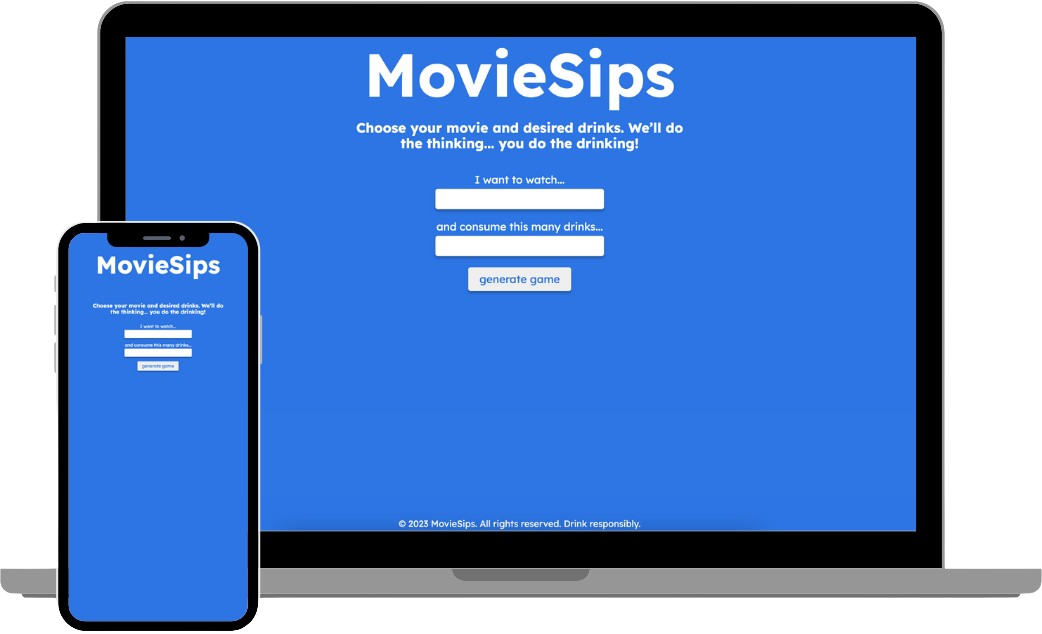 MovieSips
Choose your movie and desired drinks. We'll do
the thinking... you do the drinking!
I want to watch...
and consume this many drinks...
generate game
© 2023 MovieSips. All rights reserved. Drink responsibly.
MovieSips
Choose your movie and desired drinks. We'll do
the thinking... you do the drinking!
I want to watch...
and consume this many drinks...
generate game